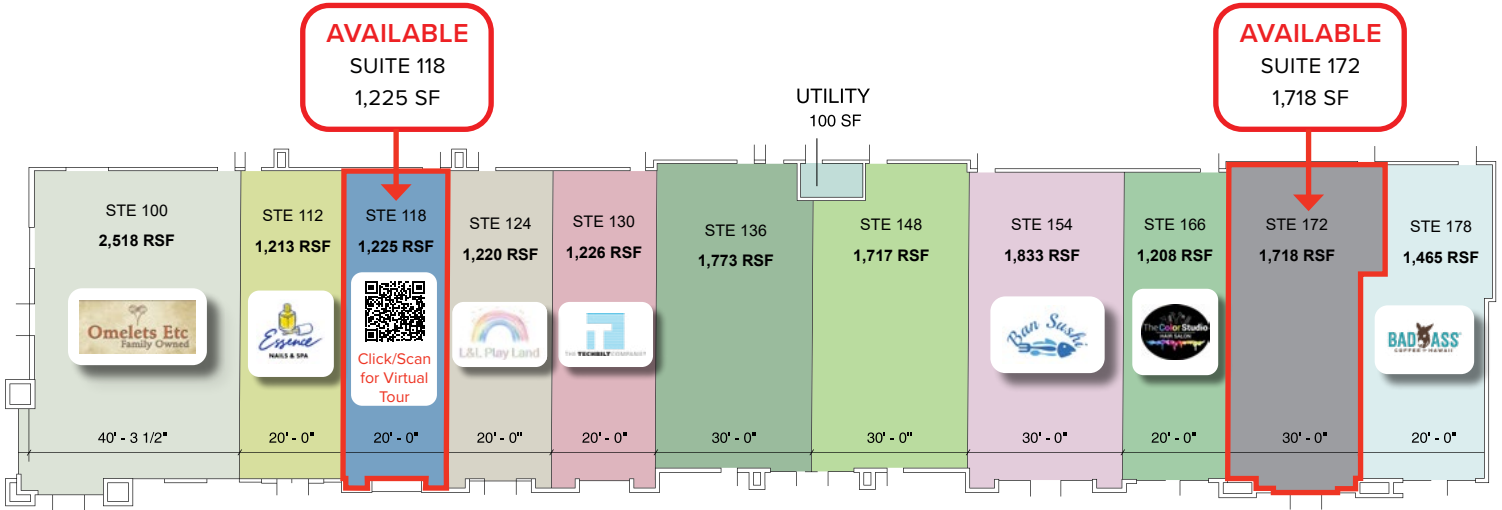 AVAILABLE
SUITE 118
1,225 SF
AVAILABLE
SUITE 172
1,718 SF
UTILITY
100 SF
STE 100
2,518 RSF
Omelets Etc
Family Owned
40' - 3 1/2"
STE 112
1,213 RSF
Essence
NAILS & SPA
20' - 0"
STE 118
1,225 RSF
Click/Scan
for Virtual
Tour
20' - 0"
STE 124
1,220 RSF
L&L Play Land
20' - 0"
STE 130
1,226 RSF
THE TECHBILT COMPANY
20' - 0"
STE 136
1,773 RSF
30' - 0"
STE 148
1,717 RSF
30' - 0"
STE 154
1,833 RSF
Ban Sushi
30' - 0"
STE 166
1,208 RSF
The Color Studio
HAIR SALON
20' - 0"
STE 172
1,718 RSF
30' - 0"
STE 178
1,465 RSF
BAD ASS
COFFEE OF HAWAII
20' - 0"